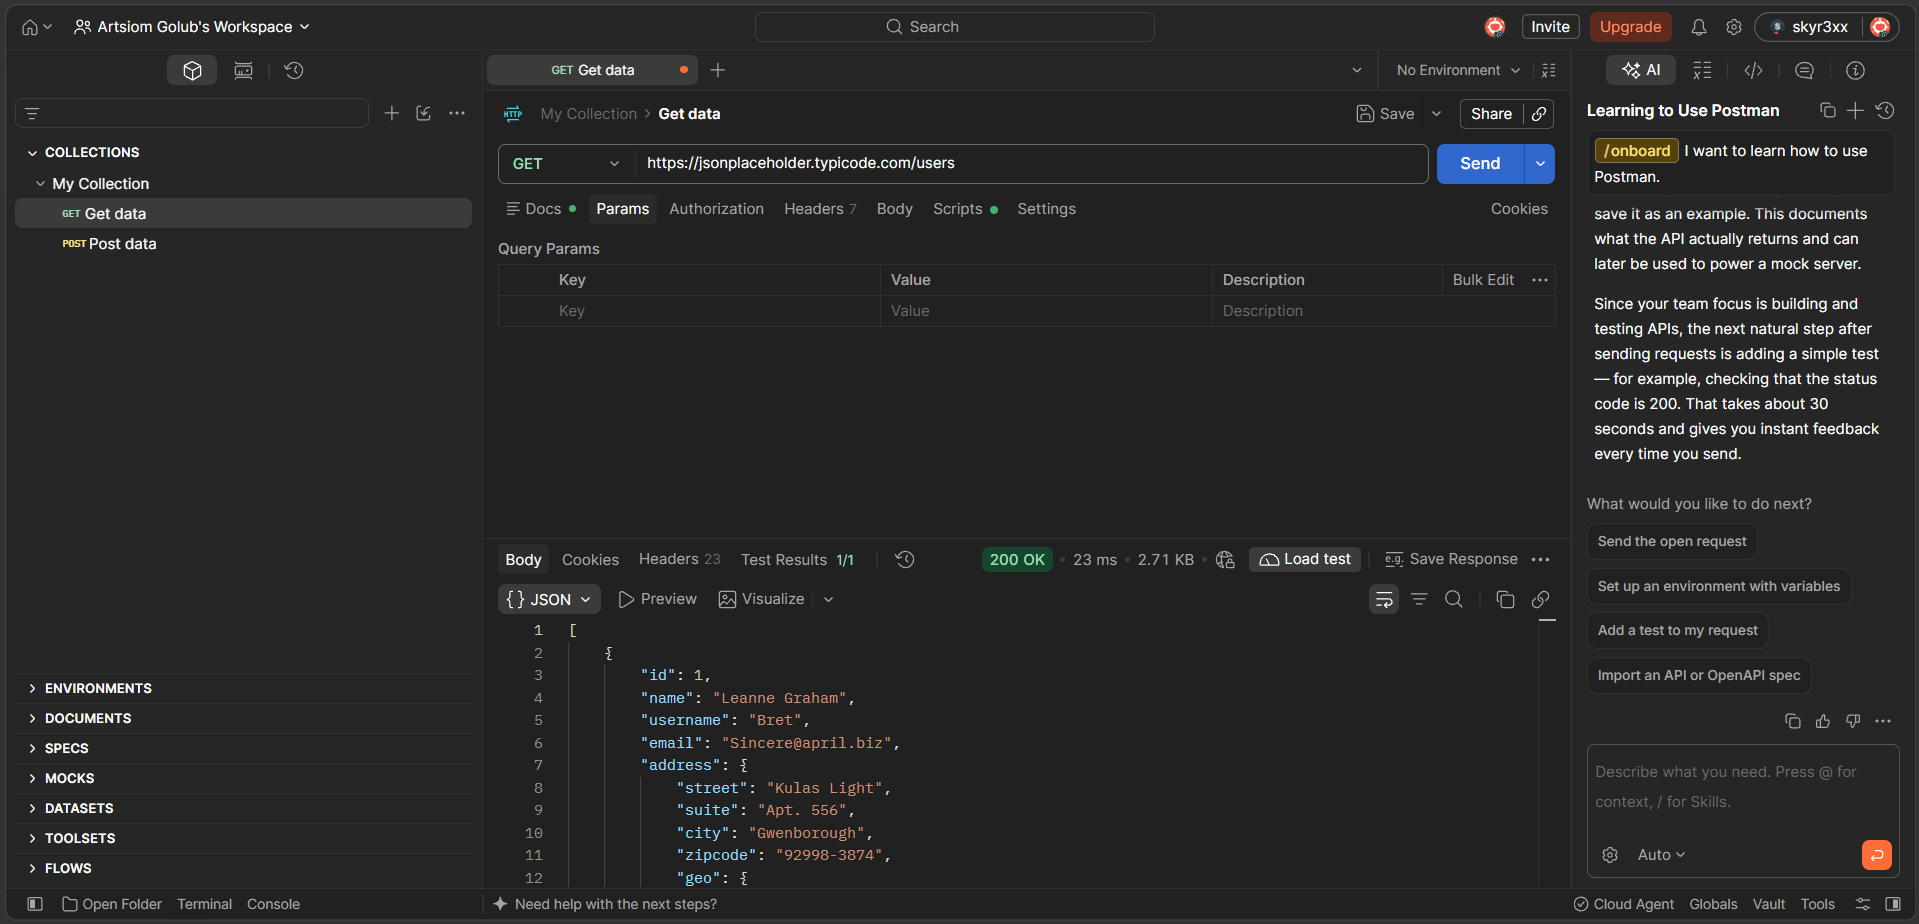 Artsiom Golub's Workspace
Search
Invite
Upgrade
skyr3xx
COLLECTIONS
My Collection
GET Get data
POST Post data
ENVIRONMENTS
DOCUMENTS
SPECS
MOCKS
DATASETS
TOOLSETS
FLOWS
GET Get data
No Environment
HTTP My Collection > Get data
Save
Share
GET
https://jsonplaceholder.typicode.com/users
Send
Docs
Params
Authorization
Headers 7
Body
Scripts
Settings
Cookies
Query Params
Key Value Description Bulk Edit
Key Value Description
Body
Cookies
Headers 23
Test Results 1/1
200 OK
23 ms
2.71 KB
Load test
e.g. Save Response
{} JSON
Preview
Visualize
1 [
2 {
3 "id": 1,
4 "name": "Leanne Graham",
5 "username": "Bret",
6 "email": "Sincere@april.biz",
7 "address": {
8 "street": "Kulas Light",
9 "suite": "Apt. 556",
10 "city": "Gwenborough",
11 "zipcode": "92998-3874",
12 "geo": {
AI
Learning to Use Postman
/onboard I want to learn how to use
Postman.
save it as an example. This documents
what the API actually returns and can
later be used to power a mock server.
Since your team focus is building and
testing APIs, the next natural step after
sending requests is adding a simple test
— for example, checking that the status
code is 200. That takes about 30
seconds and gives you instant feedback
every time you send.
What would you like to do next?
Send the open request
Set up an environment with variables
Add a test to my request
Import an API or OpenAPI spec
Describe what you need. Press @ for
context, / for Skills.
Auto
Open Folder
Terminal
Console
Need help with the next steps?
Cloud Agent
Globals
Vault
Tools